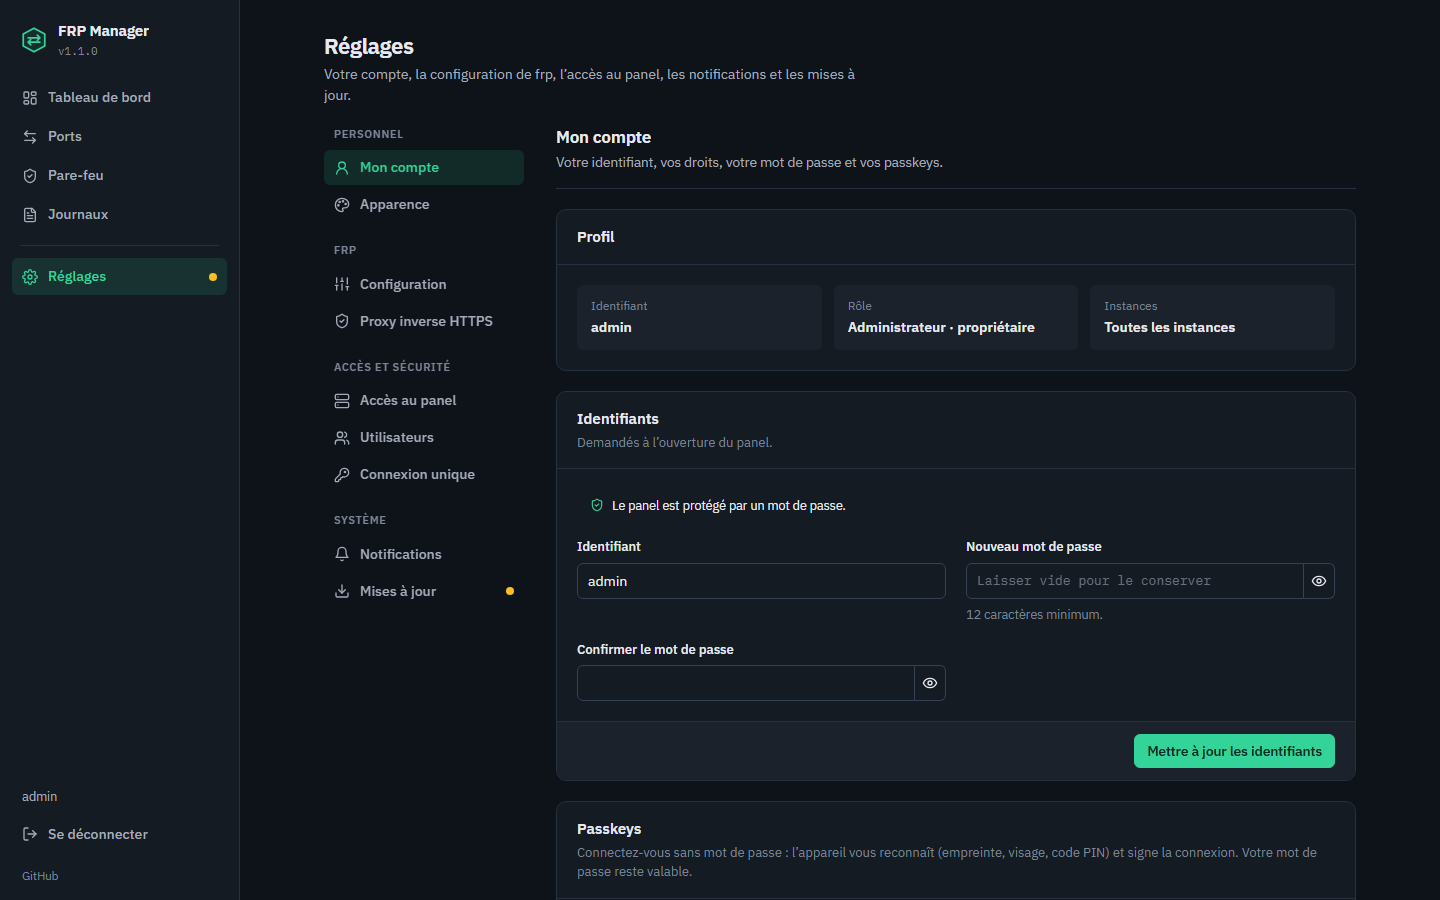 FRP Manager
v1.1.0
Tableau de bord
Ports
Pare-feu
Journaux
Réglages
admin
Se déconnecter
GitHub
Réglages
Votre compte, la configuration de frp, l’accès au panel, les notifications et les mises à
jour.
PERSONNEL
Mon compte
Apparence
FRP
Configuration
Proxy inverse HTTPS
ACCÈS ET SÉCURITÉ
Accès au panel
Utilisateurs
Connexion unique
SYSTÈME
Notifications
Mises à jour
Mon compte
Votre identifiant, vos droits, votre mot de passe et vos passkeys.
Profil
Identifiant
admin
Rôle
Administrateur · propriétaire
Instances
Toutes les instances
Identifiants
Demandés à l’ouverture du panel.
Le panel est protégé par un mot de passe.
Identifiant
admin
Nouveau mot de passe
Laisser vide pour le conserver
12 caractères minimum.
Confirmer le mot de passe
Mettre à jour les identifiants
Passkeys
Connectez-vous sans mot de passe : l’appareil vous reconnaît (empreinte, visage, code PIN) et signe la connexion. Votre mot de
passe reste valable.